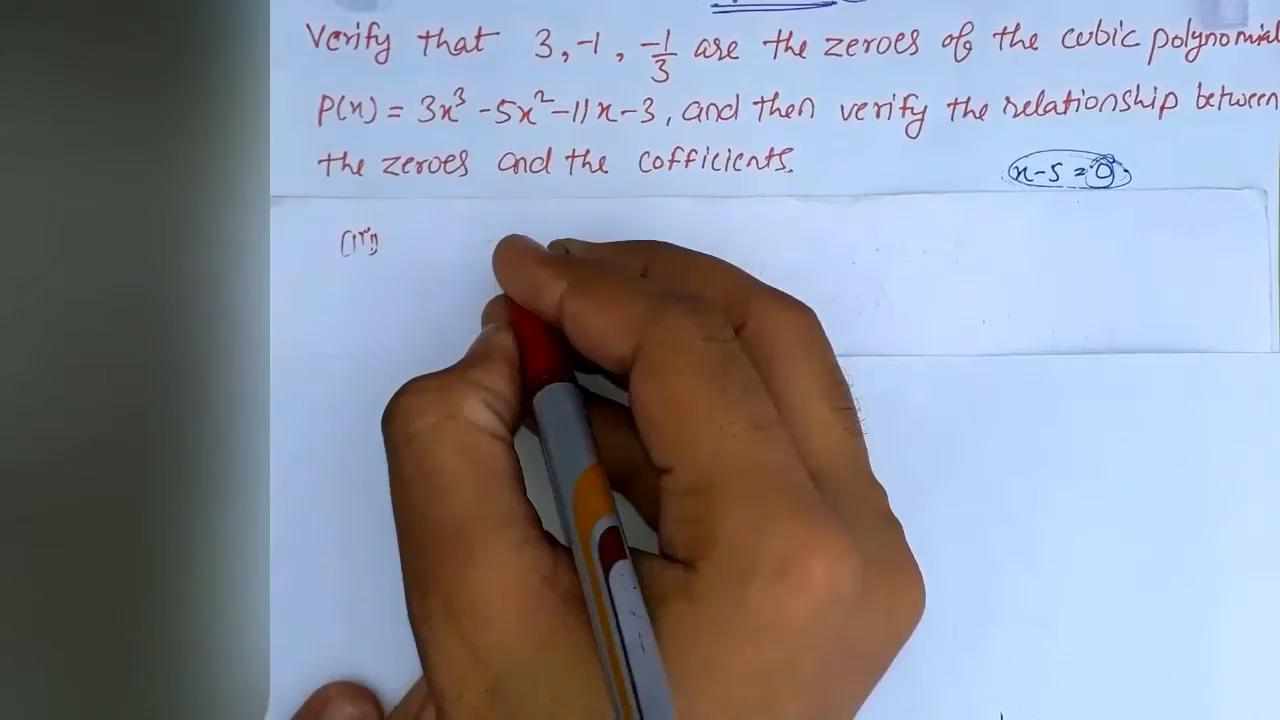 Verify that 3, -1, -1/3 are the zeroes of the cubic polynomial
P(x) = 3x³ -5x² -11x -3, and then verify the relationship between
the zeroes and the cofficients.
x-5 = 0